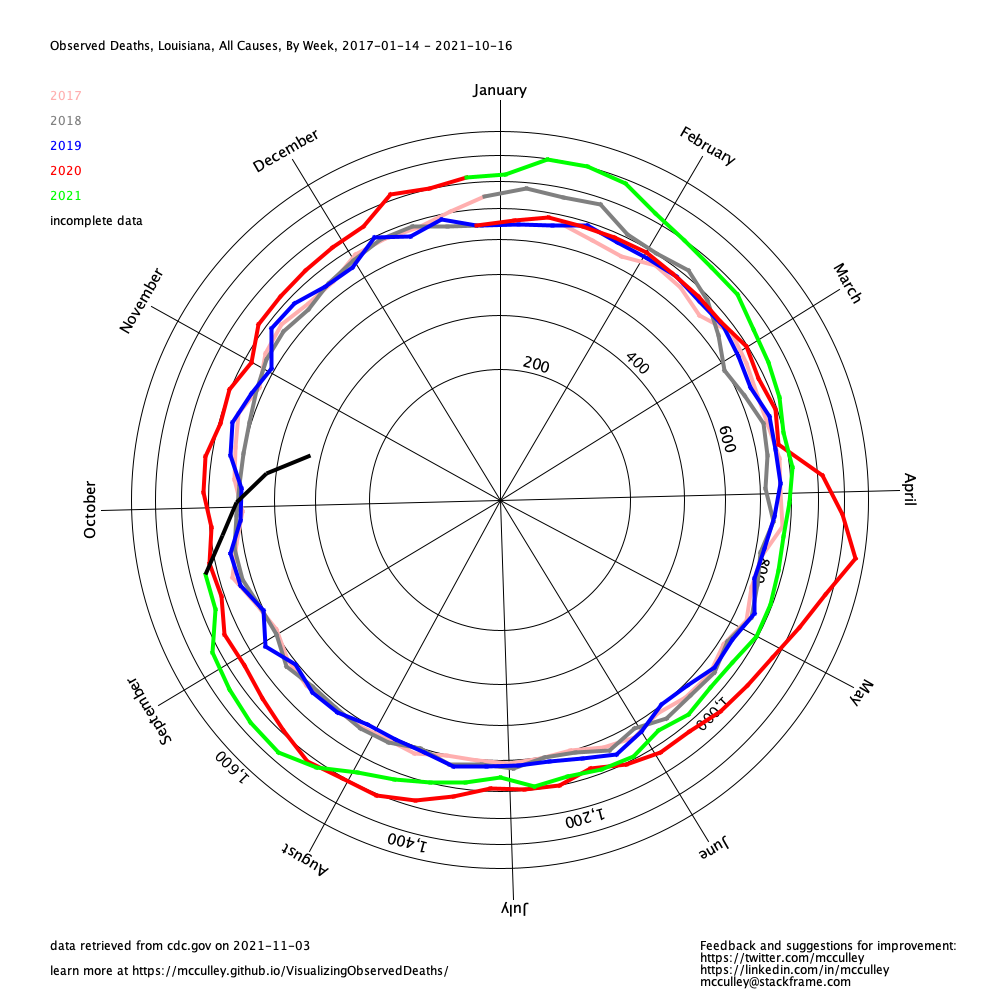 Observed Deaths, Louisiana, All Causes, By Week, 2017-01-14 - 2021-10-16
2017
2018
2019
2020
2021
incomplete data
January
February
March
April
May
June
July
August
September
October
November
December
200
400
600
800
1,000
1,200
1,400
1,600
data retrieved from cdc.gov on 2021-11-03
learn more at https://mcculley.github.io/VisualizingObservedDeaths/
Feedback and suggestions for improvement:
https://twitter.com/mcculley
https://linkedin.com/in/mcculley
mcculley@stackframe.com